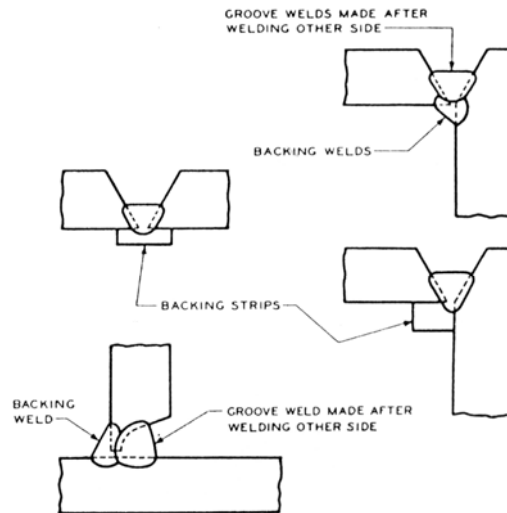 GROOVE WELDS MADE AFTER
WELDING OTHER SIDE
BACKING WELDS
BACKING STRIPS
BACKING
WELD
GROOVE WELD MADE AFTER
WELDING OTHER SIDE